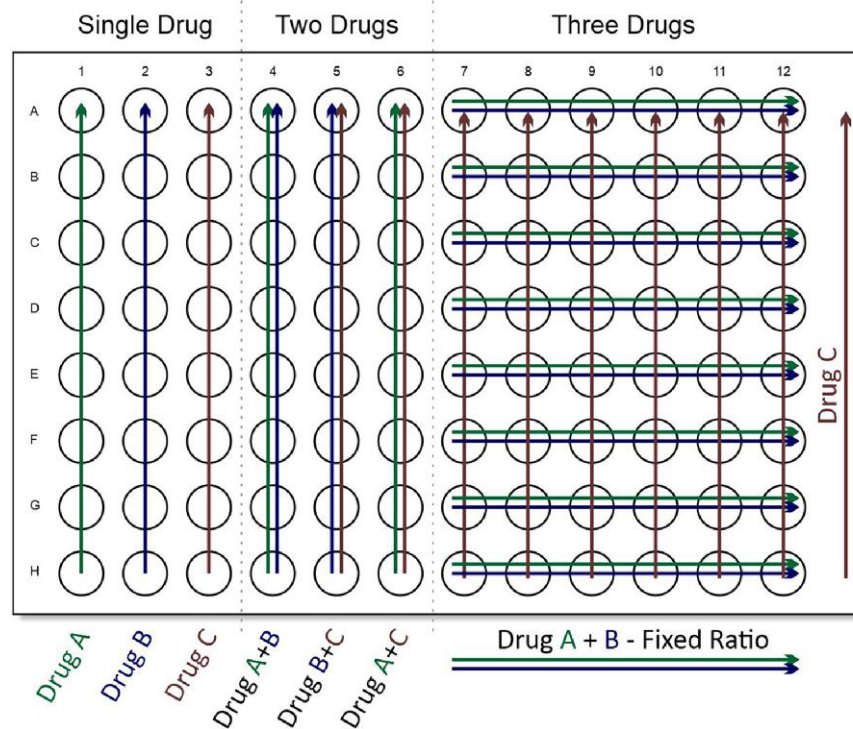 Single Drug Two Drugs Three Drugs
1 2 3 4 5 6 7 8 9 10 11 12
A
B
C
D
E
F
G
H
Drug C
Drug A
Drug B
Drug C
Drug A+B
Drug B+C
Drug A+C
Drug A + B - Fixed Ratio